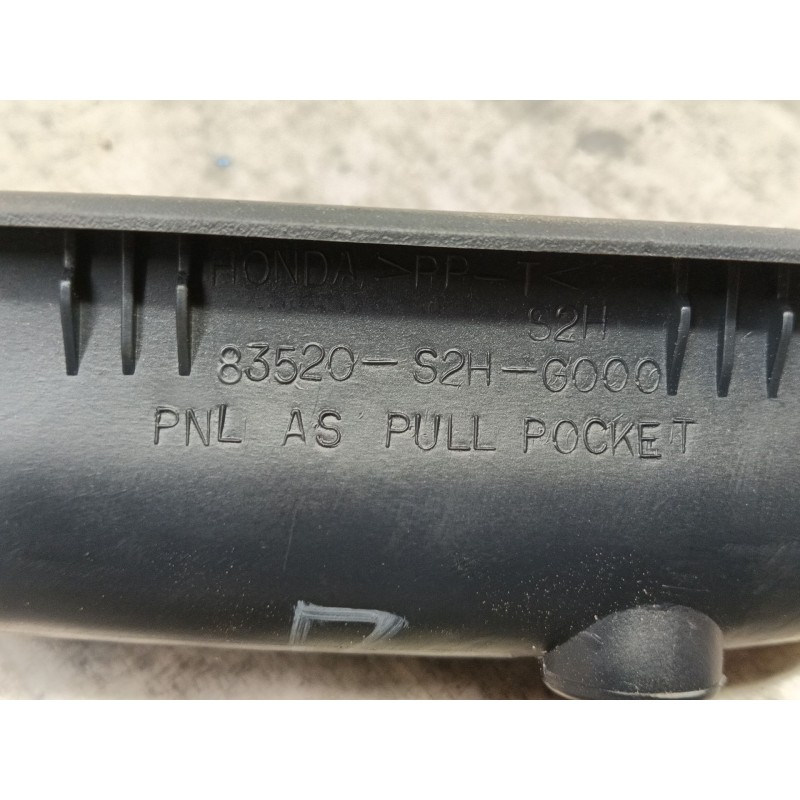 HONDA >PP-T<
S2H
83520-S2H-G000
PNL AS PULL POCKET